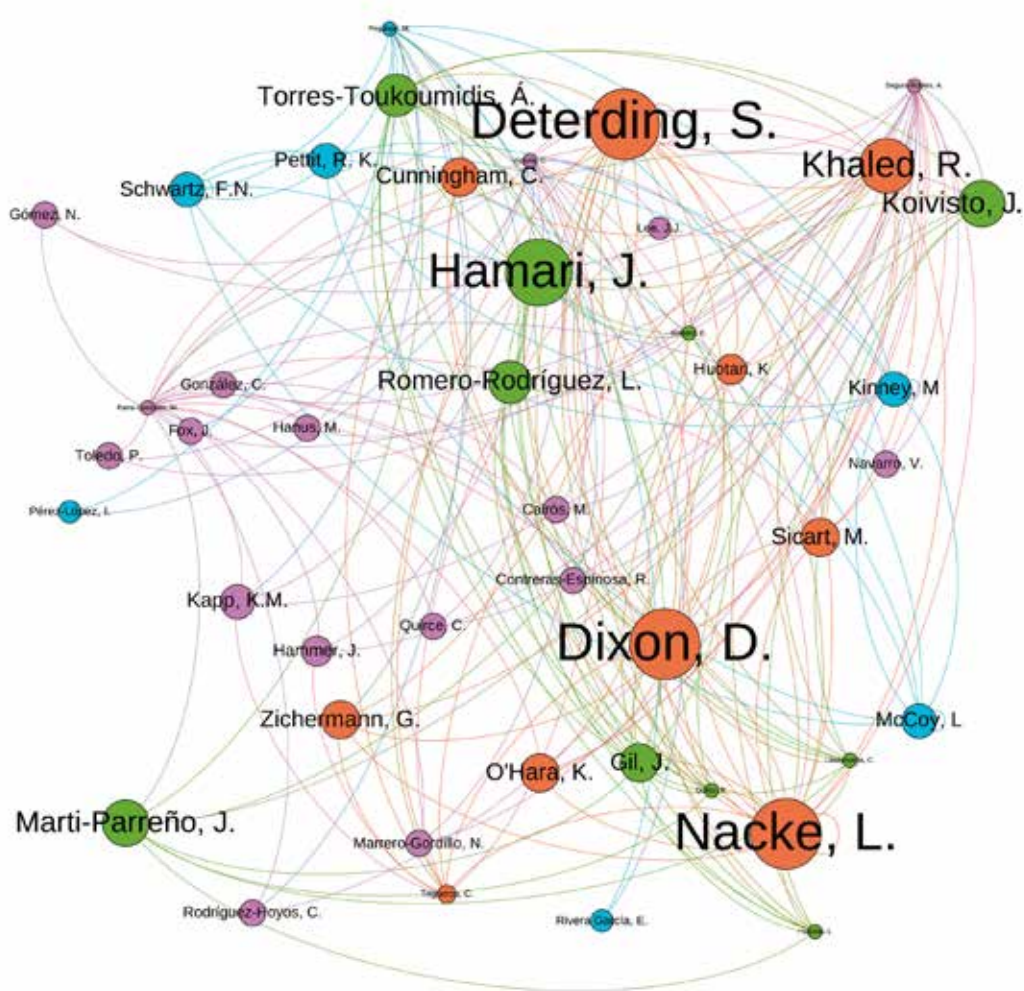 Torres-Toukoumidis, Á.
Deterding, S.
Pettit, R. K.
Cunningham, C.
Khaled, R.
Schwartz, F.N.
Koivisto, J.
Gómez, N.
Lee, J.J.
Hamari, J.
Huotari, K
Romero-Rodríguez, L.
González, C.
Kinney, M
Fox, J.
Hanus, M.
Toledo, P.
Navarro, V.
Pérez-López, I.
Cairós, M.
Sicart, M.
Contreras-Espinosa, R.
Kapp, K.M.
Quirce, C.
Hammer, J.
Dixon, D.
Zichermann, G.
McCoy, L
Gil, J.
O'Hara, K.
Marti-Parreño, J.
Nacke, L.
Marrero-Gordillo, N.
Rodríguez-Hoyos, C.
Rivera García, E.